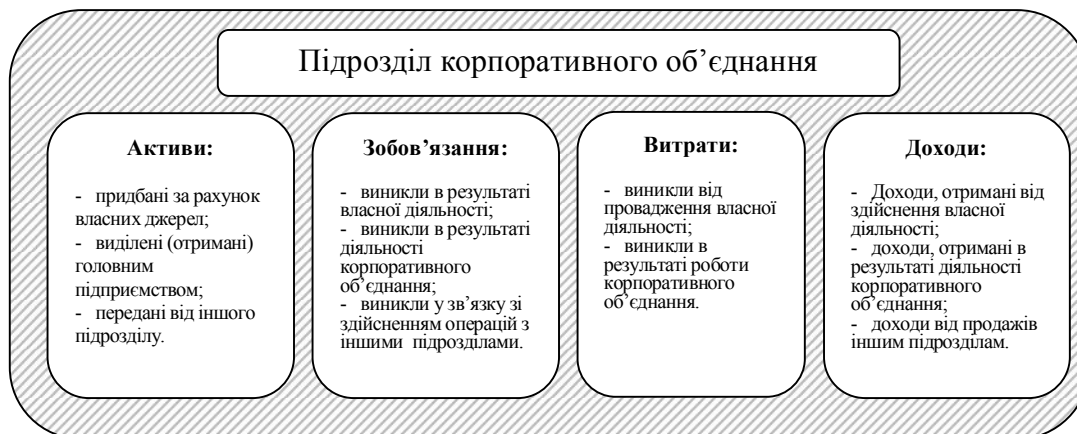 Підрозділ корпоративного об’єднання
Активи:
- придбані за рахунок
власних джерел;
- виділені (отримані)
головним
підприємством;
- передані від іншого
підрозділу.
Зобов’язання:
- виникли в результаті
власної діяльності;
- виникли в результаті
діяльності
корпоративного
об’єднання;
- виникли у зв’язку зі
здійсненням операцій з
іншими підрозділами.
Витрати:
- виникли від
провадження власної
діяльності;
- виникли в
результаті роботи
корпоративного
об’єднання.
Доходи:
- Доходи, отримані від
здійснення власної
діяльності;
- доходи, отримані в
результаті діяльності
корпоративного
об’єднання;
- доходи від продажів
іншим підрозділам.